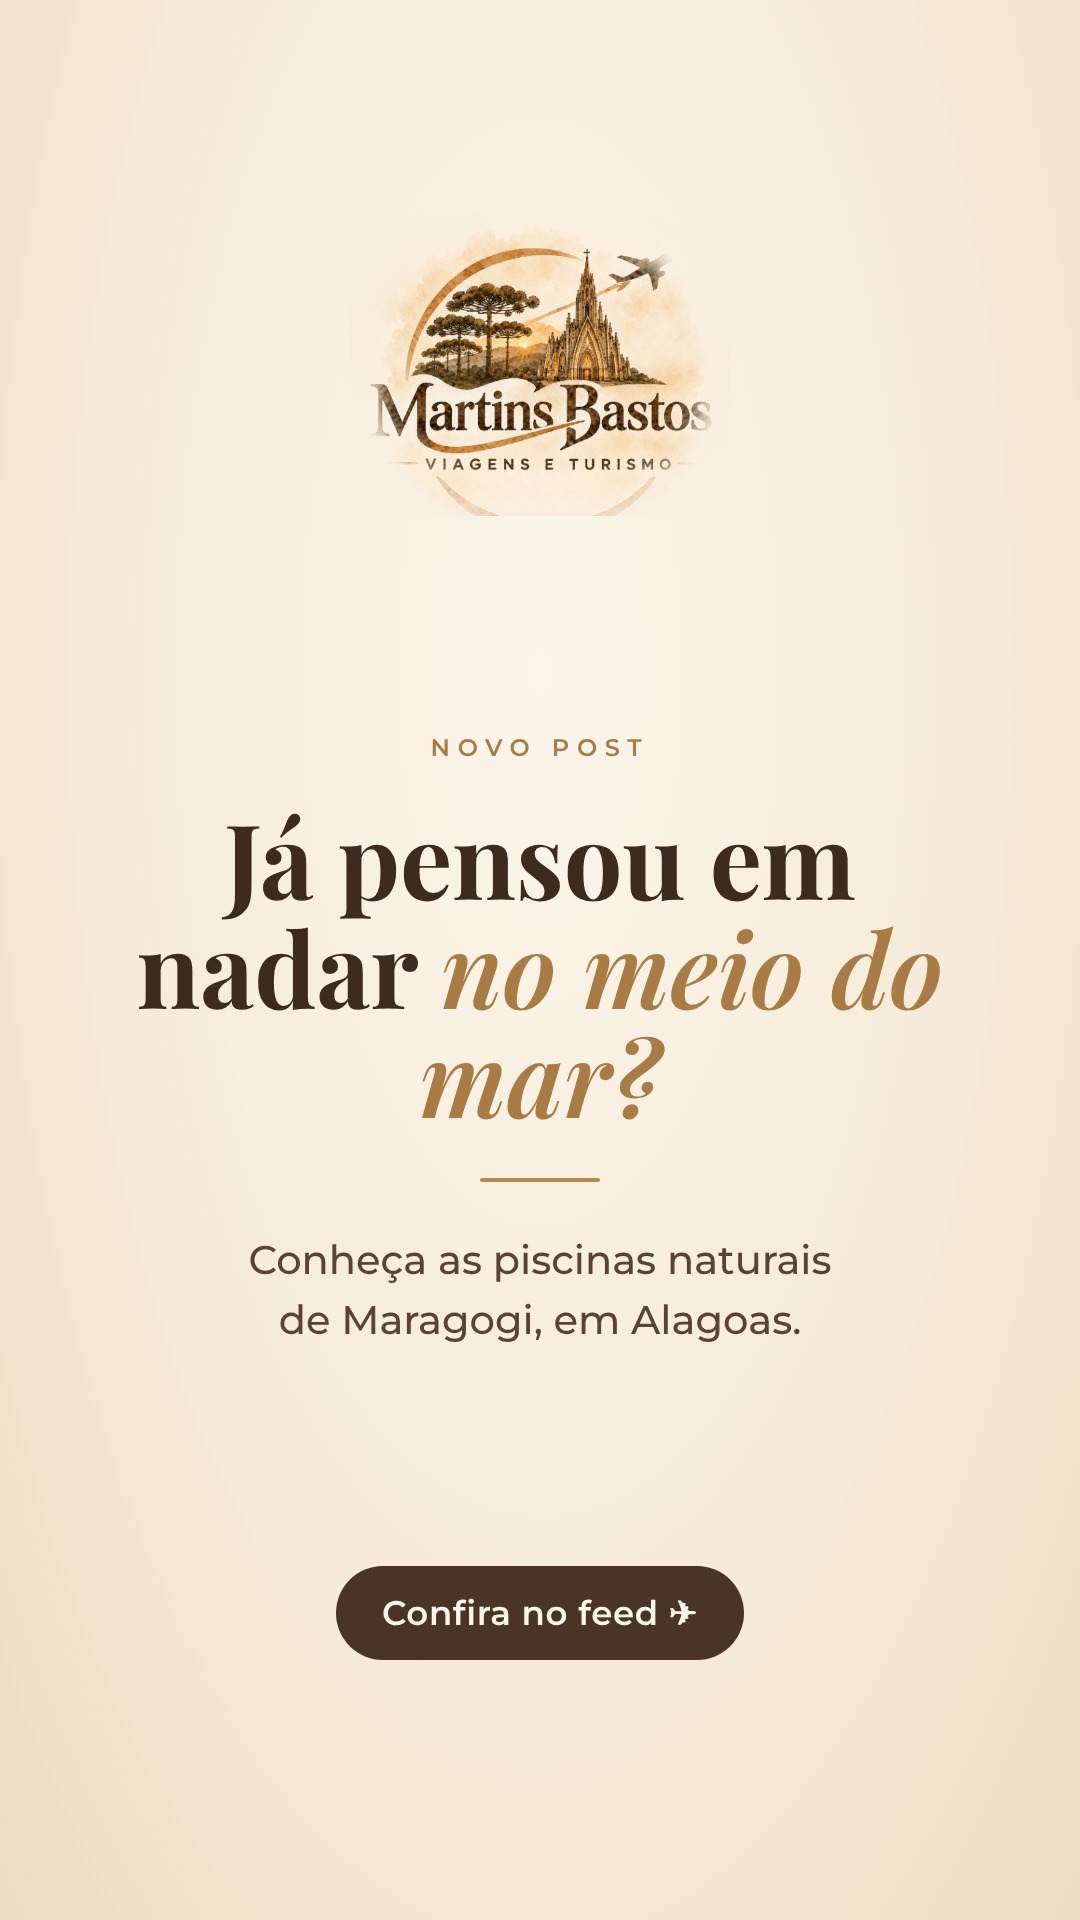 Martins Bastos
VIAGENS E TURISMO
NOVO POST
Já pensou em
nadar no meio do
mar?
Conheça as piscinas naturais
de Maragogi, em Alagoas.
Confira no feed ✈